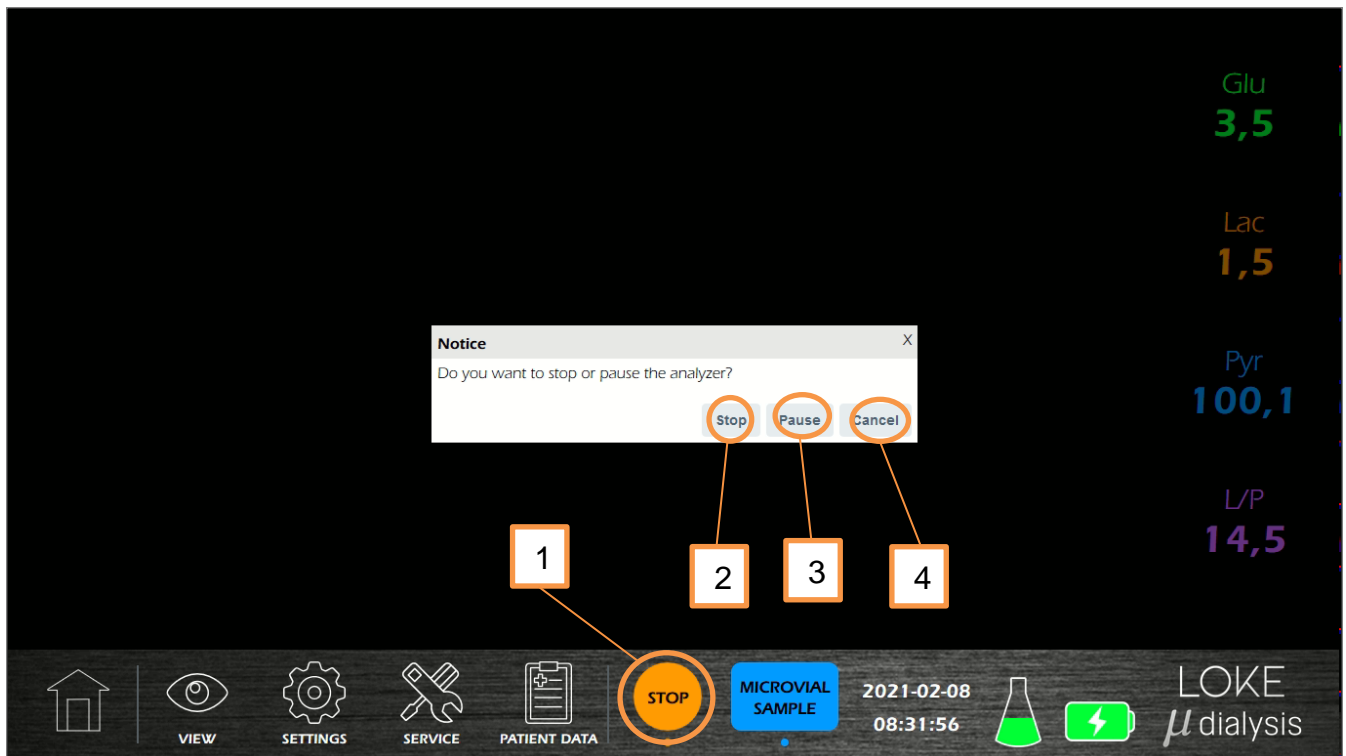 Glu
3,5
Lac
1,5
Pyr
100,1
L/P
14,5
Notice
X
Do you want to stop or pause the analyzer?
Stop
Pause
Cancel
1
2
3
4
VIEW
SETTINGS
SERVICE
PATIENT DATA
STOP
MICROVIAL
SAMPLE
2021-02-08
08:31:56
LOKE
μ dialysis